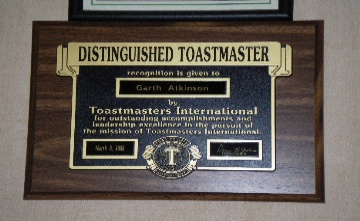 DISTINGUISHED TOASTMASTER
recognition is given to
Garth Atkinson
by
Toastmasters International
for outstanding accomplishments and
leadership excellence in the pursuit of
the mission of Toastmasters International.
March
T